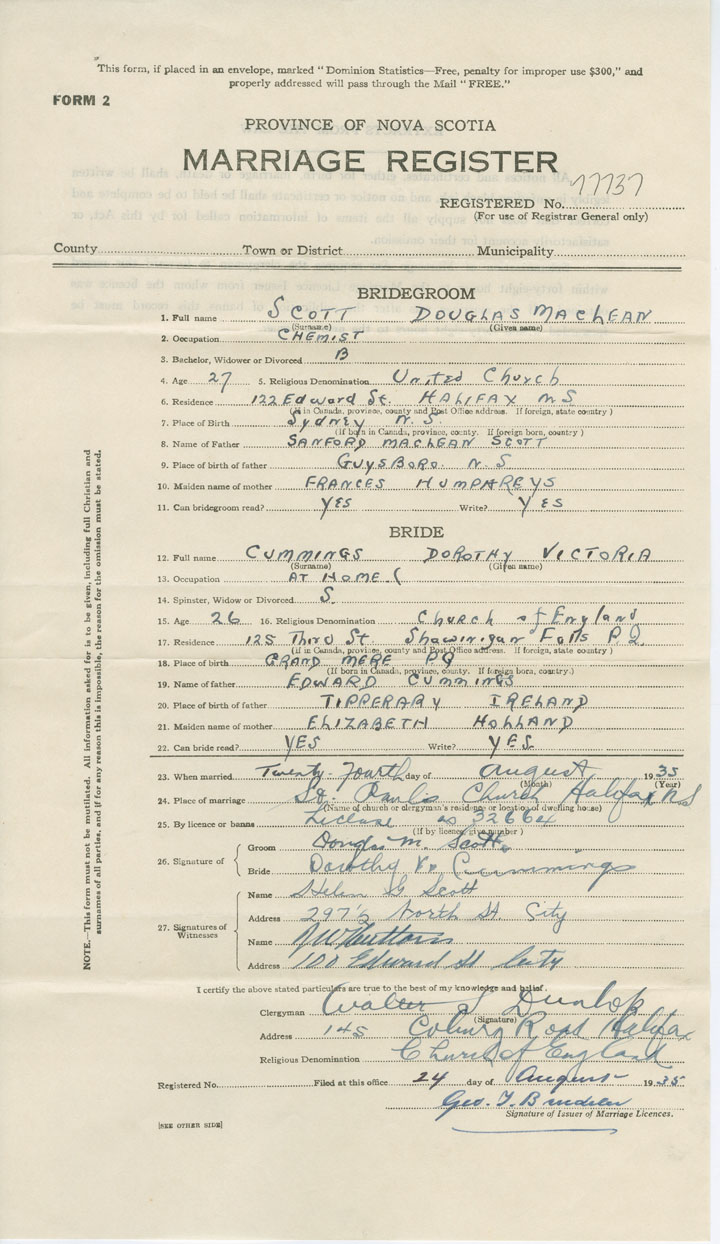 This form, if placed in an envelope, marked "Dominion Statistics—Free, penalty for improper use $300," and
properly addressed will pass through the Mail "FREE."
FORM 2
PROVINCE OF NOVA SCOTIA
MARRIAGE REGISTER
REGISTERED No. 77737
(For use of Registrar General only)
County Town or District Municipality
BRIDEGROOM
1. Full name SCOTT DOUGLAS MACLEAN
(Surname) (Given name)
2. Occupation CHEMIST
3. Bachelor, Widower or Divorced B
4. Age 27 5. Religious Denomination United Church
6. Residence 122 Edward St. HALIFAX N.S
(If in Canada, province, county and Post Office address. If foreign, state country)
7. Place of Birth Sydney N.S.
(If born in Canada, province, county. If foreign born, country)
8. Name of Father SANFORD MACLEAN SCOTT
9. Place of birth of father GUYSBORO. N.S
10. Maiden name of mother FRANCES HUMPHREYS
11. Can bridegroom read? YES Write? YES
BRIDE
12. Full name CUMMINGS DOROTHY VICTORIA
(Surname) (Given name)
13. Occupation AT HOME.
14. Spinster, Widow or Divorced S.
15. Age 26 16. Religious Denomination Church of England
17. Residence 125 Third St. Shawinigan Falls P.Q.
(If in Canada, province, county and Post Office address. If foreign, state country)
18. Place of birth GRAND MERE PQ
(If born in Canada, province, county. If foreign born, country.)
19. Name of father EDWARD CUMMINGS
20. Place of birth of father TIPPERARY IRELAND
21. Maiden name of mother ELIZABETH HOLLAND
22. Can bride read? YES Write? YES.
23. When married Twenty-Fourth day of August 1935
(Month) (Year)
24. Place of marriage St. Paul's Church Halifax N S
(Name of church or clergyman's residence or location of dwelling house)
25. By licence or banns License
(If by licence give number)
26. Signature of
Groom Douglas M. Scott.
Bride Dorothy V. Cummings
27. Signatures of Witnesses
Name Helen G Scott
Address 297½ North St City
Name
Address 100 Edward St City
I certify the above stated particulars are true to the best of my knowledge and belief.
Clergyman Walter S Dunlop
(Signature)
Address 145 Coburg Road Halifax
Religious Denomination Church of England
Registered No. Filed at this office 24 day of August 1935
Geo.
Signature of Issuer of Marriage Licences.
[SEE OTHER SIDE]
NOTE.—This form must not be mutilated. All information asked for is to be given, including full Christian and
surnames of all parties, and if for any reason this is impossible, the reason for the omission must be stated.